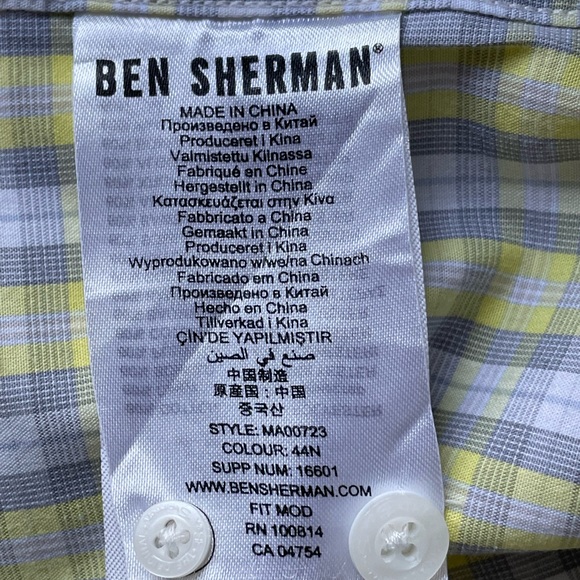 BEN SHERMAN®
MADE IN CHINA
Произведено в Китай
Produceret i Kina
Valmistettu Kiinassa
Fabriqué en Chine
Hergestellt in China
Κατασκευάζεται στην Κίνα
Fabbricato a China
Gemaakt in China
Produceret i Kina
Wyprodukowano w/we/na Chinach
Fabricado em China
Произведено в Китай
Hecho en China
Tillverkad i Kina
ÇİN'DE YAPILMIŞTIR
صنع في الصين
中国制造
原産国：中国
중국산
STYLE: MA00723
COLOUR: 44N
SUPP NUM: 16601
WWW.BENSHERMAN.COM
FIT MOD
RN 100814
CA 04754